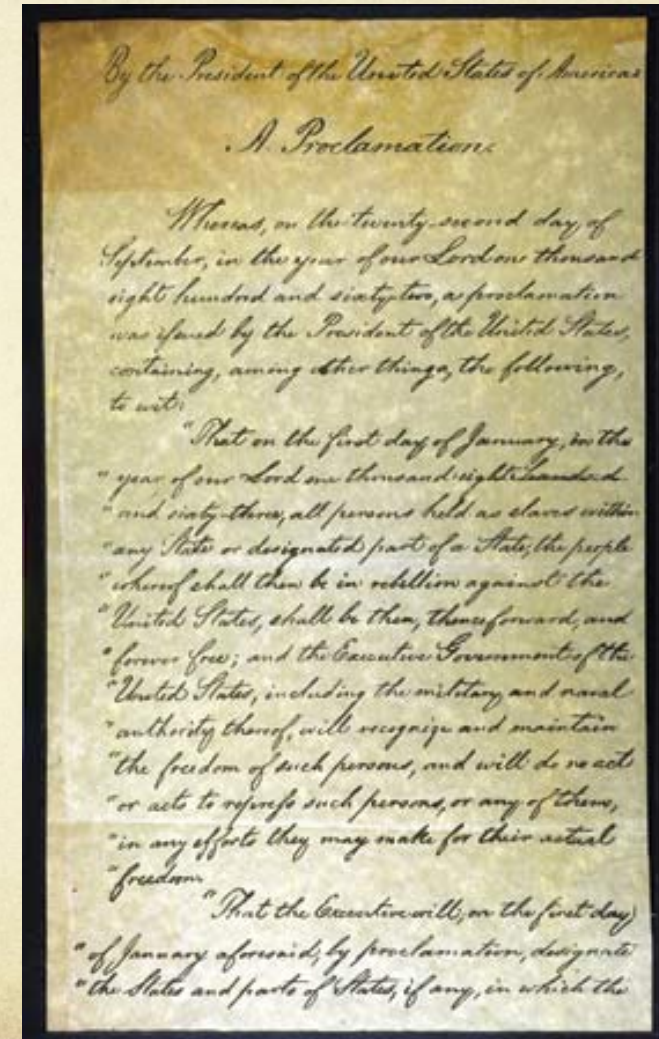 By the President of the United States of America:
A Proclamation.
Whereas, on the twenty-second day of
September, in the year of our Lord one thousand
eight hundred and sixty-two, a proclamation
was issued by the President of the United States,
containing, among other things, the following,
to wit:
"That on the first day of January, in the
"year of our Lord one thousand eight hundred
"and sixty-three, all persons held as slaves within
"any State or designated part of a State, the people
"whereof shall then be in rebellion against the
"United States, shall be then, thenceforward, and
"forever free; and the Executive Government of the
"United States, including the military and naval
"authority thereof, will recognize and maintain
"the freedom of such persons, and will do no act
"or acts to repress such persons, or any of them,
"in any efforts they may make for their actual
"freedom.
"That the Executive will, on the first day
"of January aforesaid, by proclamation, designate
"the States and parts of States, if any, in which the